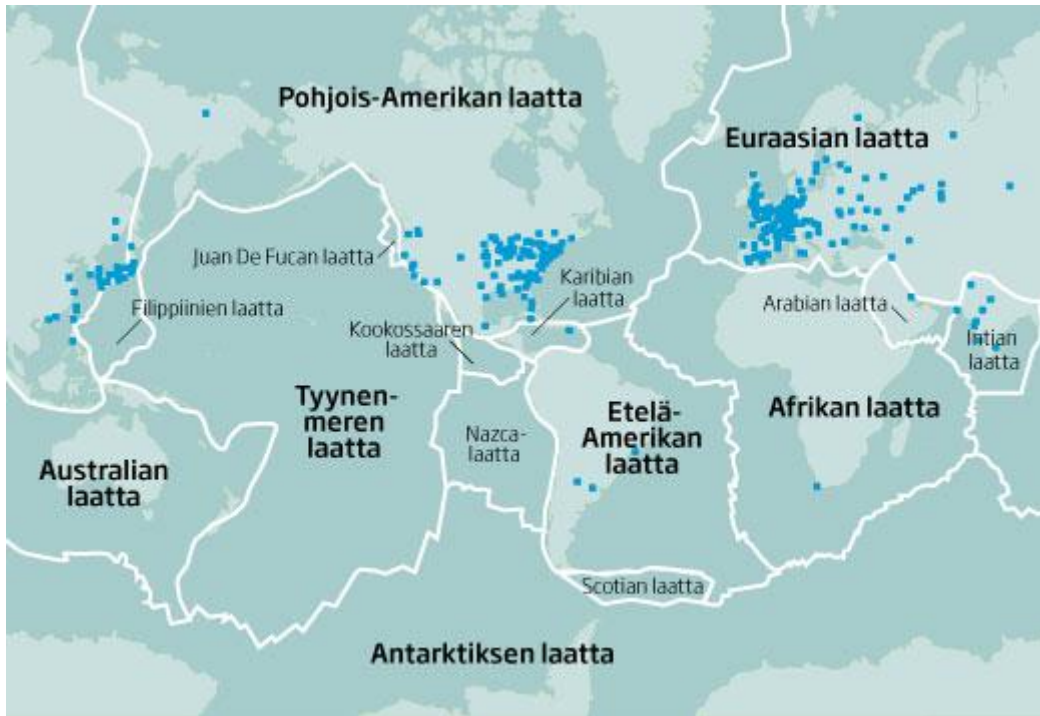 Pohjois-Amerikan laatta
Euraasian laatta
Juan De Fucan laatta
Filippiinien laatta
Karibian
laatta
Arabian laatta
Kookossaaren
laatta
Intian
laatta
Tyynen-
meren
laatta
Nazca-
laatta
Etelä-
Amerikan
laatta
Afrikan laatta
Australian
laatta
Scotian laatta
Antarktiksen laatta